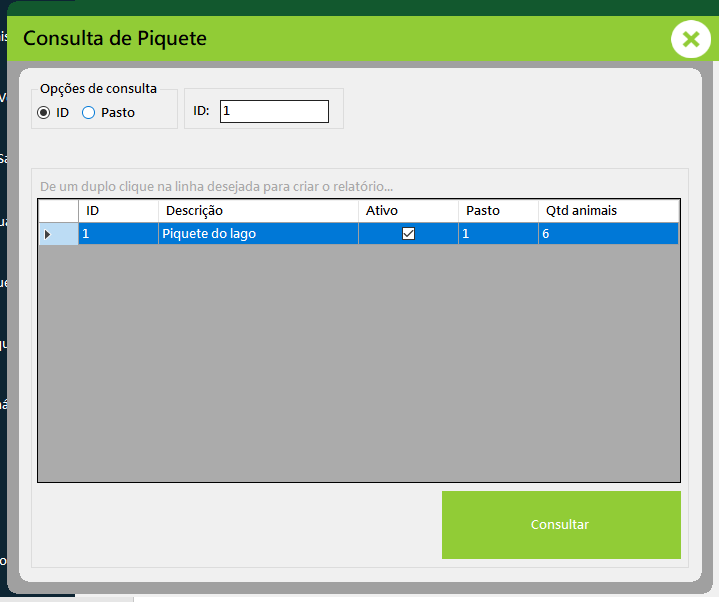 Consulta de Piquete
Opções de consulta
ID Pasto
ID: 1
De um duplo clique na linha desejada para criar o relatório...
ID Descrição Ativo Pasto Qtd animais
1 Piquete do lago 1 6
Consultar